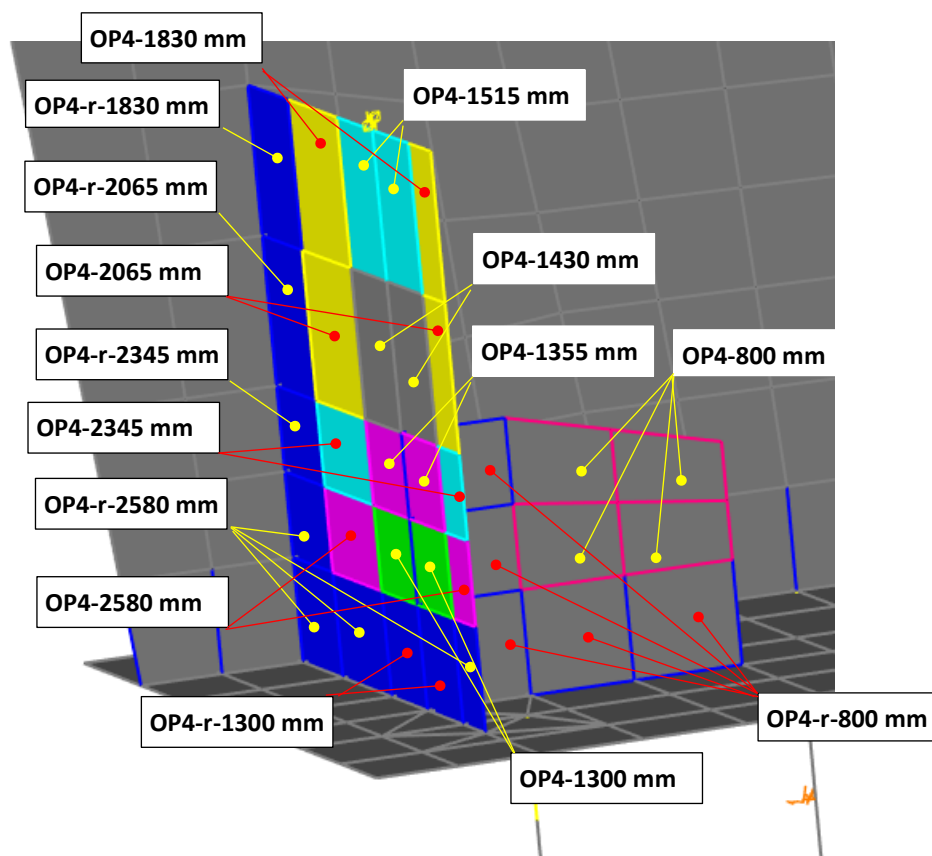 OP4-1830 mm
OP4-r-1830 mm
OP4-1515 mm
OP4-r-2065 mm
OP4-2065 mm
OP4-1430 mm
OP4-r-2345 mm
OP4-1355 mm
OP4-800 mm
OP4-2345 mm
OP4-r-2580 mm
OP4-2580 mm
OP4-r-1300 mm
OP4-r-800 mm
OP4-1300 mm